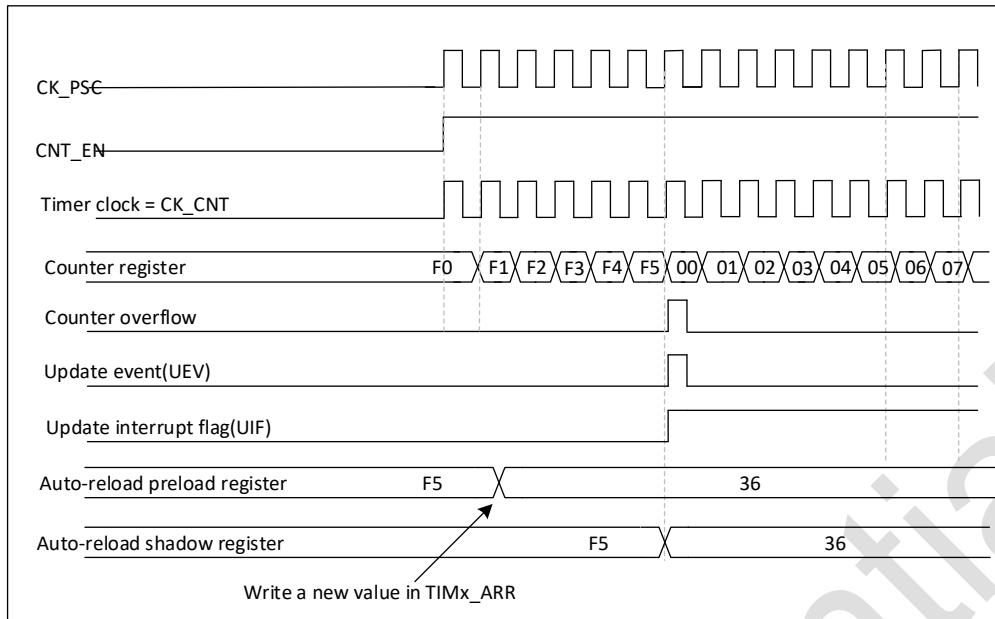 CK_PSC
CNT_EN
Timer clock = CK_CNT
Counter register F0 F1 F2 F3 F4 F5 00 01 02 03 04 05 06 07
Counter overflow
Update event(UEV)
Update interrupt flag(UIF)
Auto-reload preload register F5 36
Auto-reload shadow register F5 36
Write a new value in TIMx_ARR